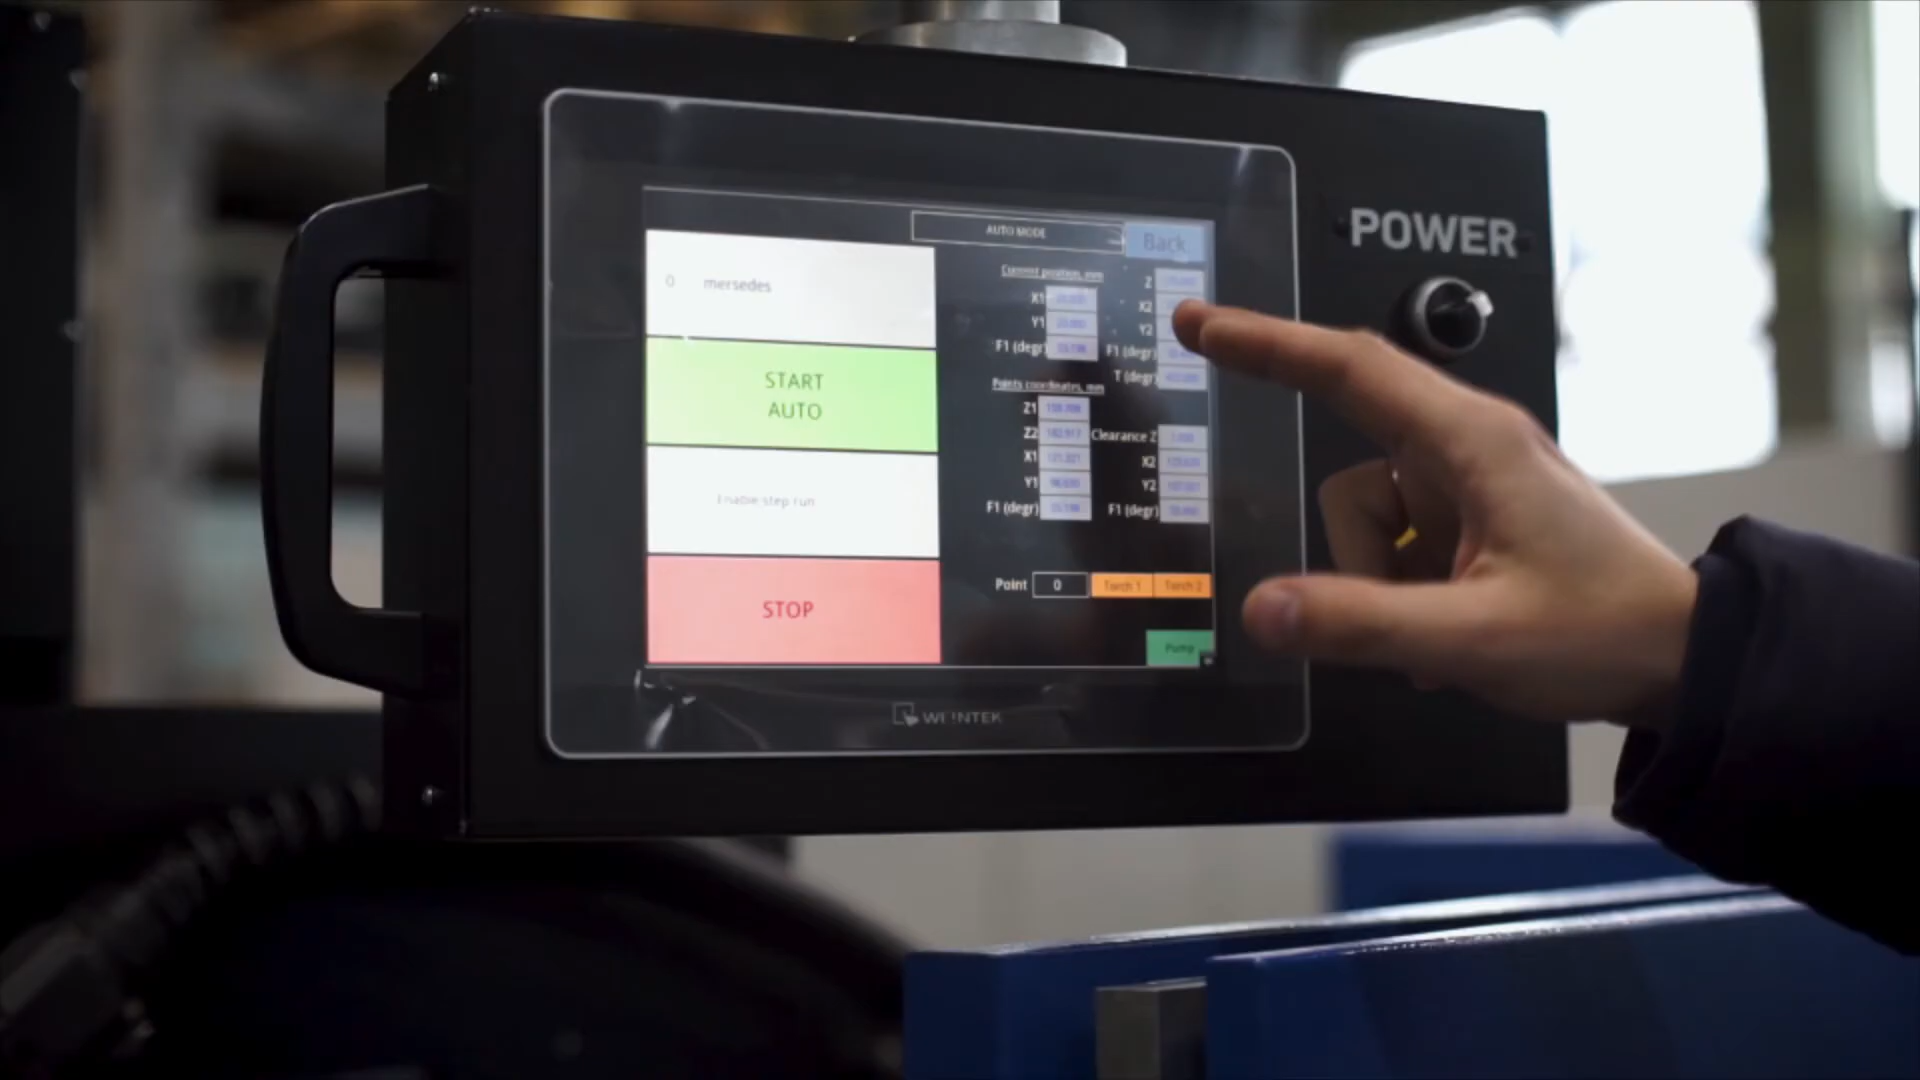 AUTO MODE
Back
POWER
0 mersedes
START
AUTO
Enable step run
STOP
Current position, mm
X1
Y1
F1 (degr)
Z
X2
Y2
F1 (degr)
T (degr)
Points coordinates, mm
Z1
Z2 182.917
X1
Y1
F1 (degr)
Clearance Z
X2
Y2
F1 (degr)
Point 0 Torch 1 Torch 2
Pump
WEINTEK